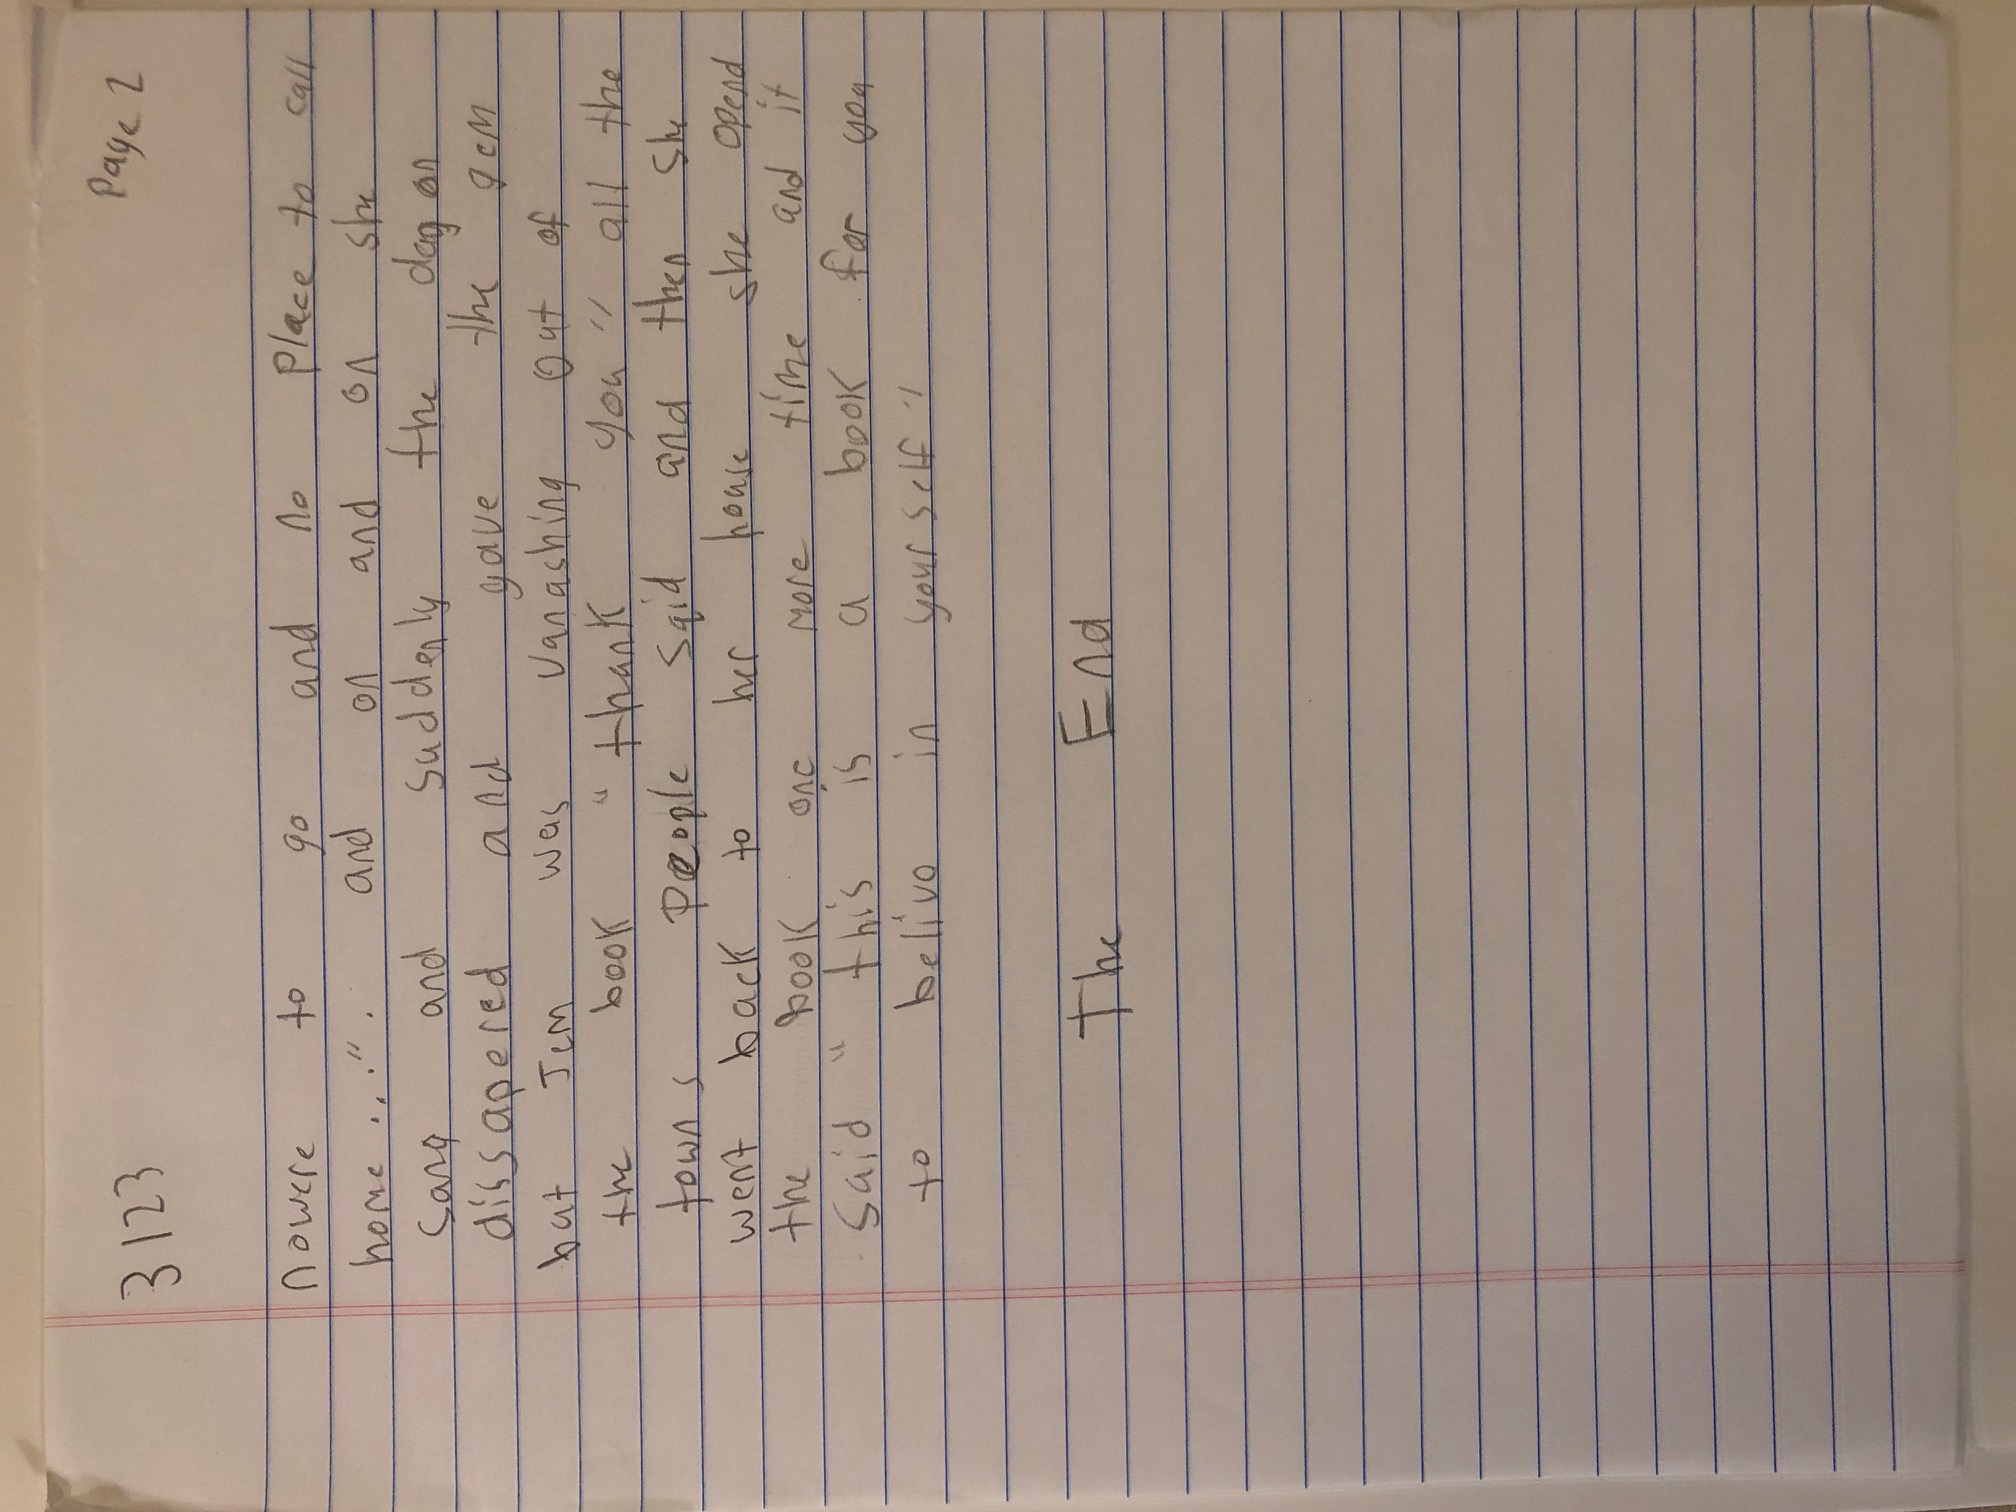 3123
Page 2
nowere to go and no place to call
home ...". and on and on she
sang and suddenly the dagon
dissapered and gave the gem
but Jem was vanashing out of
the book "thank you" all the
towns people said and then she
went back to her house she opend
the book one more time and it
said "this is a book for you
to belive in yourself"
The End